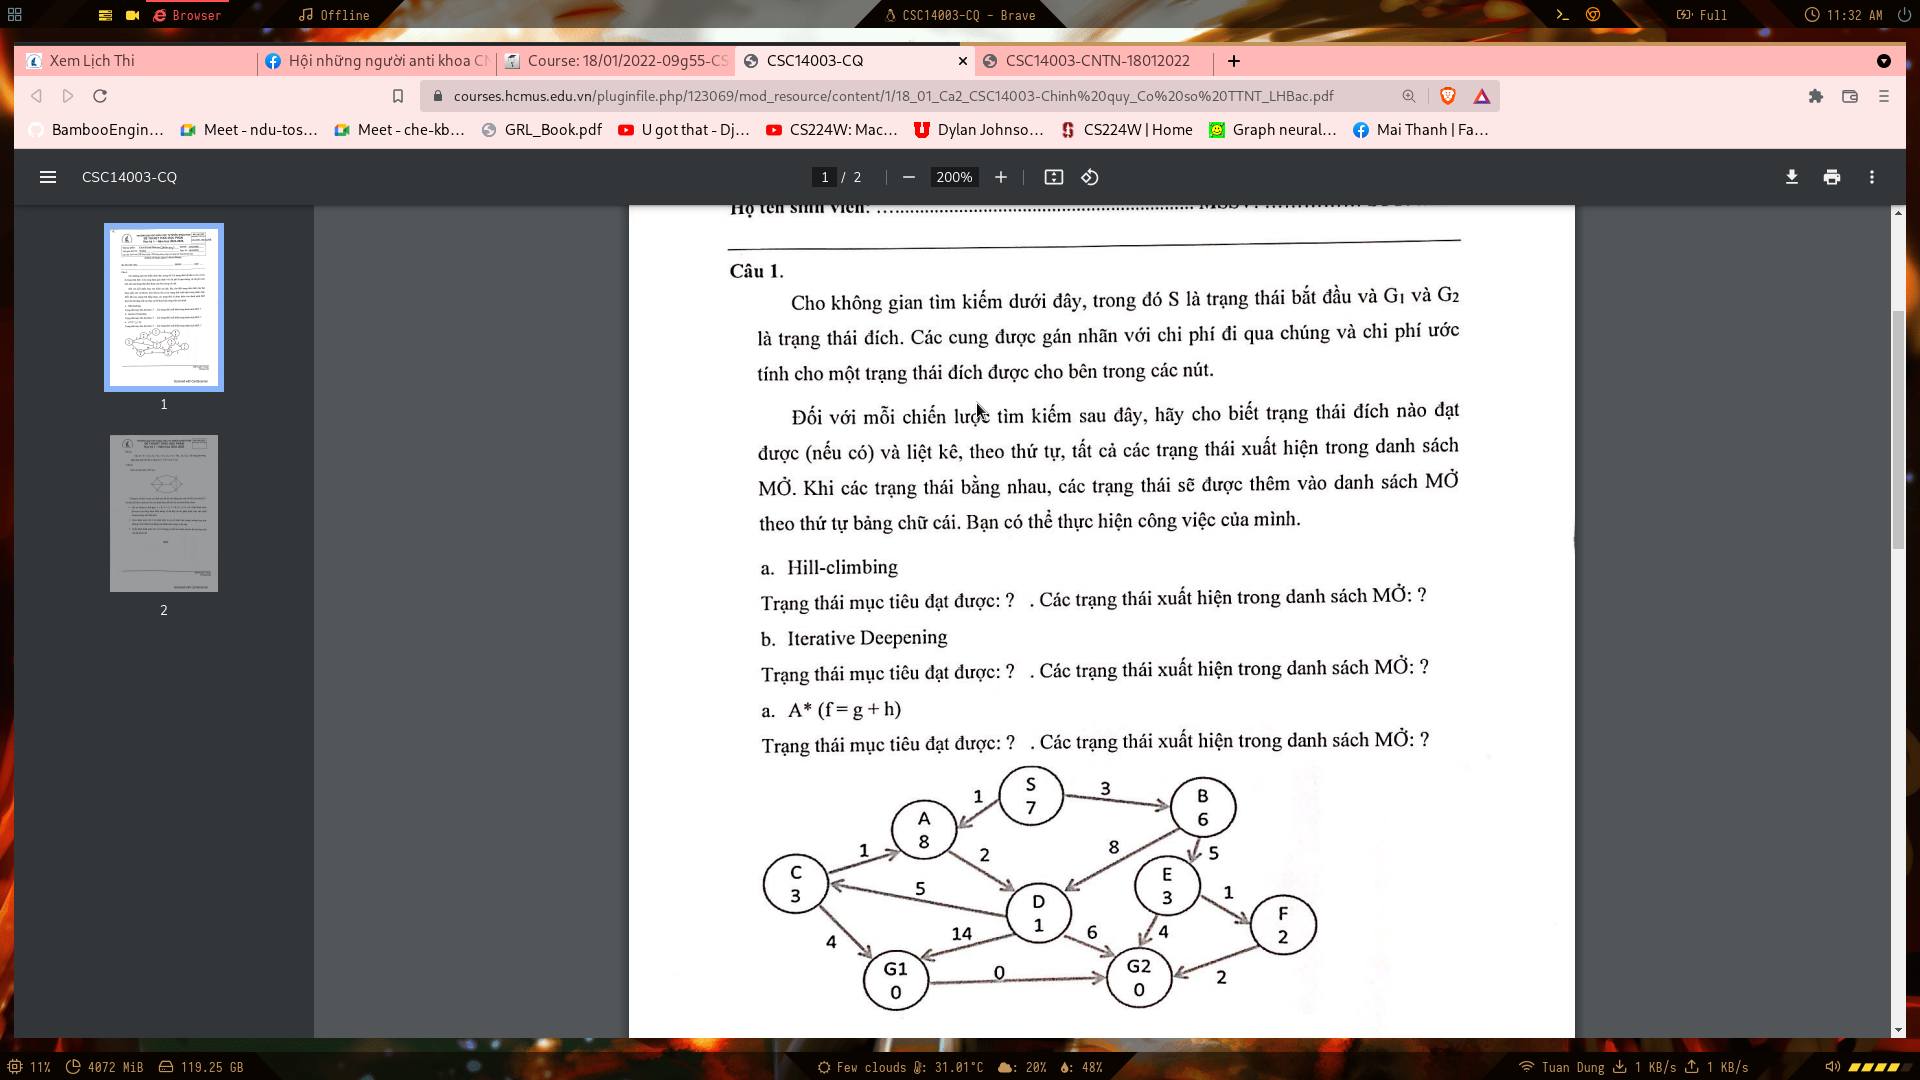 Browser
Offline
CSC14003-CQ - Brave
Full
11:32 AM
Xem Lịch Thi
Hội những người anti khoa CN
Course: 18/01/2022-09g55-CS
CSC14003-CQ
CSC14003-CNTN-18012022
courses.hcmus.edu.vn/pluginfile.php/123069/mod_resource/content/1/18_01_Ca2_CSC14003-Chinh%20quy_Co%20so%20TTNT_LHBac.pdf
BambooEngin...
Meet - ndu-tos...
Meet - che-kb...
GRL_Book.pdf
U got that - Dj...
CS224W: Mac...
Dylan Johnso...
CS224W | Home
Graph neural...
Mai Thanh | Fa...
CSC14003-CQ
1 / 2
200%
1
2
Họ tên sinh viên:
Câu 1.
Cho không gian tìm kiếm dưới đây, trong đó S là trạng thái bắt đầu và G1 và G2
là trạng thái đích. Các cung được gán nhãn với chi phí đi qua chúng và chi phí ước
tính cho một trạng thái đích được cho bên trong các nút.
Đối với mỗi chiến lược tìm kiếm sau đây, hãy cho biết trạng thái đích nào đạt
được (nếu có) và liệt kê, theo thứ tự, tất cả các trạng thái xuất hiện trong danh sách
MỞ. Khi các trạng thái bằng nhau, các trạng thái sẽ được thêm vào danh sách MỞ
theo thứ tự bảng chữ cái. Bạn có thể thực hiện công việc của mình.
a. Hill-climbing
Trạng thái mục tiêu đạt được: ? . Các trạng thái xuất hiện trong danh sách MỞ: ?
b. Iterative Deepening
Trạng thái mục tiêu đạt được: ? . Các trạng thái xuất hiện trong danh sách MỞ: ?
a. A* (f = g + h)
Trạng thái mục tiêu đạt được: ? . Các trạng thái xuất hiện trong danh sách MỞ: ?
S
7
1
3
B
6
A
8
1
2
8
5
C
3
5
D
1
E
3
1
F
2
4
14
6
4
G1
0
0
G2
0
2
11%
4072 MiB
119.25 GB
Few clouds
31.01°C
20%
48%
Tuan Dung
1 KB/s
1 KB/s